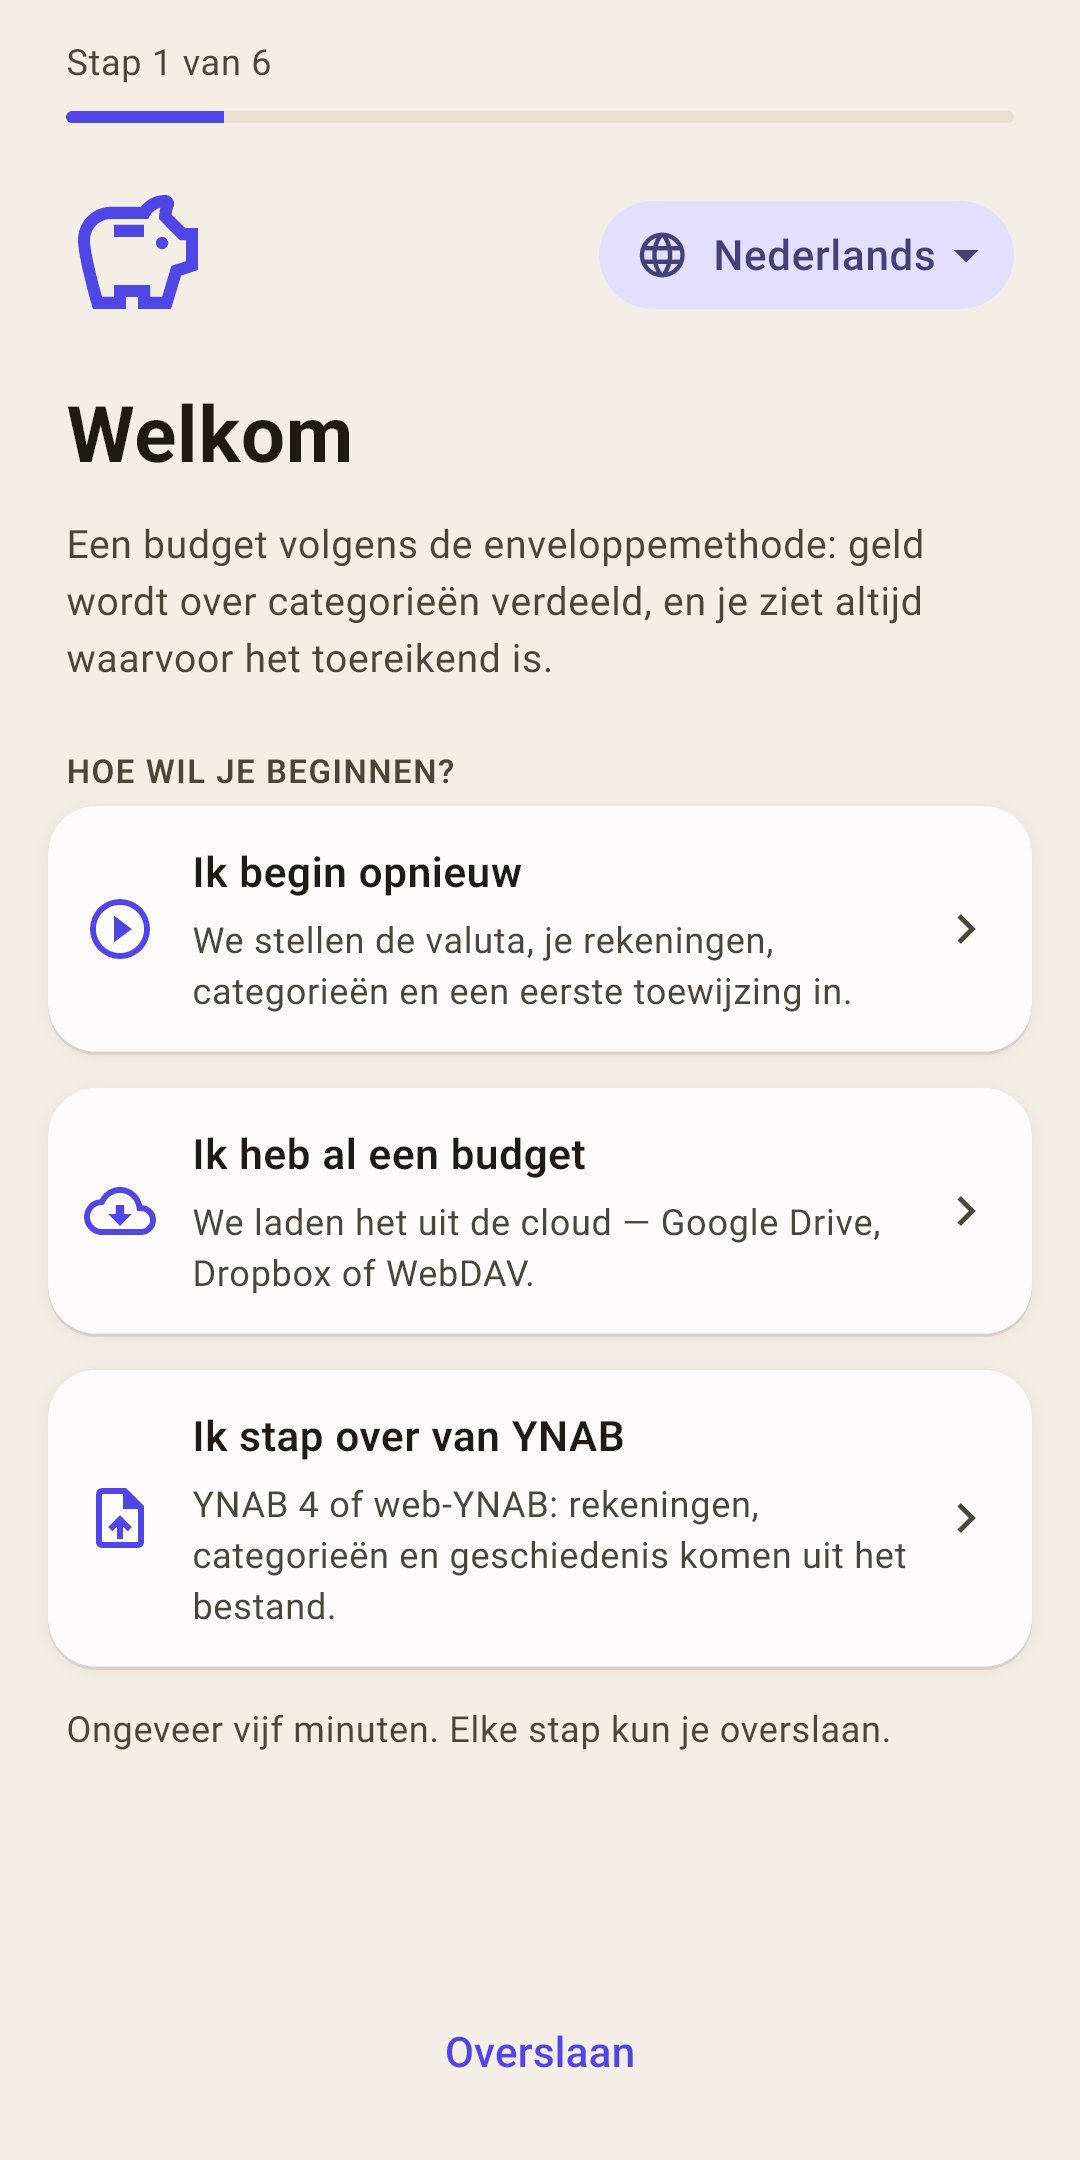 Stap 1 van 6
Nederlands
Welkom
Een budget volgens de enveloppemethode: geld
wordt over categorieën verdeeld, en je ziet altijd
waarvoor het toereikend is.
HOE WIL JE BEGINNEN?
Ik begin opnieuw
We stellen de valuta, je rekeningen,
categorieën en een eerste toewijzing in.
Ik heb al een budget
We laden het uit de cloud — Google Drive,
Dropbox of WebDAV.
Ik stap over van YNAB
YNAB 4 of web-YNAB: rekeningen,
categorieën en geschiedenis komen uit het
bestand.
Ongeveer vijf minuten. Elke stap kun je overslaan.
Overslaan